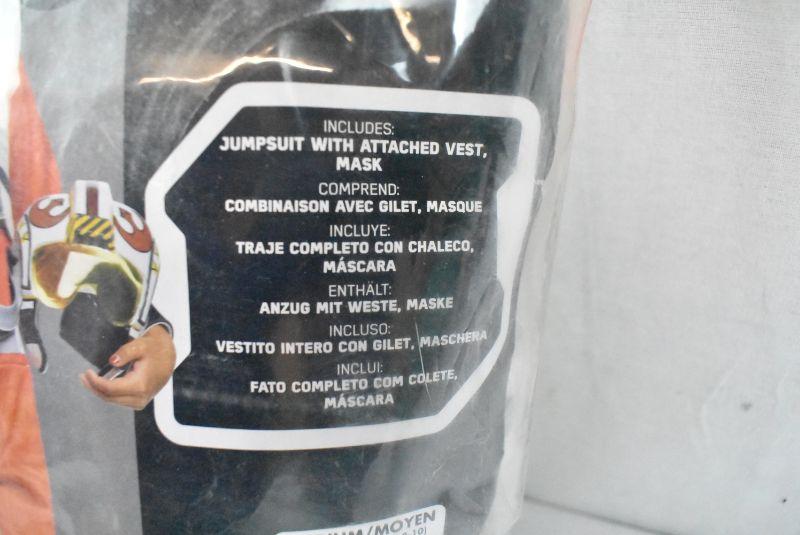 INCLUDES:
JUMPSUIT WITH ATTACHED VEST,
MASK
COMPREND:
COMBINAISON AVEC GILET, MASQUE
INCLUYE:
TRAJE COMPLETO CON CHALECO,
MÁSCARA
ENTHÄLT:
ANZUG MIT WESTE, MASKE
INCLUSO:
VESTITO INTERO CON GILET, MASCHERA
INCLUI:
FATO COMPLETO COM COLETE,
MÁSCARA
/MOYEN